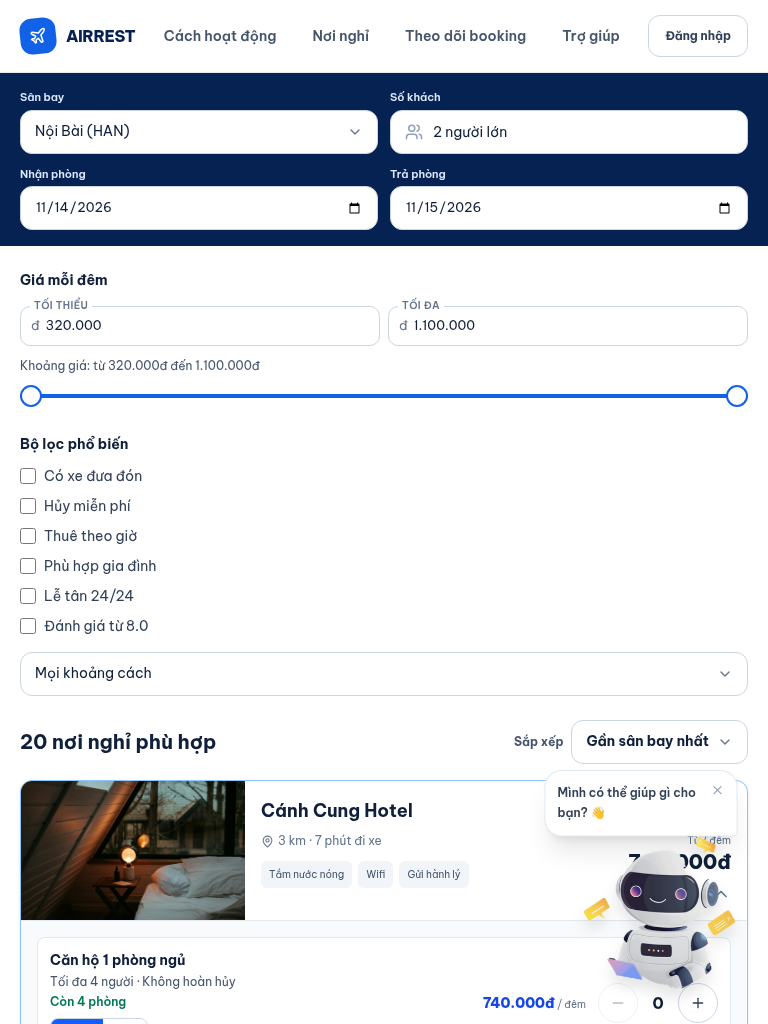 AIRREST
Cách hoạt động
Nơi nghỉ
Theo dõi booking
Trợ giúp
Đăng nhập
Sân bay
Số khách
Nội Bài (HAN)
2 người lớn
Nhận phòng
Trả phòng
11/14/2026
11/15/2026
Giá mỗi đêm
TỐI THIỂU
TỐI ĐA
đ 320.000
đ 1.100.000
Khoảng giá: từ 320.000đ đến 1.100.000đ
Bộ lọc phổ biến
Có xe đưa đón
Hủy miễn phí
Thuê theo giờ
Phù hợp gia đình
Lễ tân 24/24
Đánh giá từ 8.0
Mọi khoảng cách
20 nơi nghỉ phù hợp
Sắp xếp
Gần sân bay nhất
Mình có thể giúp gì cho
bạn? 👋
Cánh Cung Hotel
3 km · 7 phút đi xe
Tắm nước nóng
Wifi
Gửi hành lý
đêm
000đ
Căn hộ 1 phòng ngủ
Tối đa 4 người · Không hoàn hủy
Còn 4 phòng
740.000đ / đêm
0